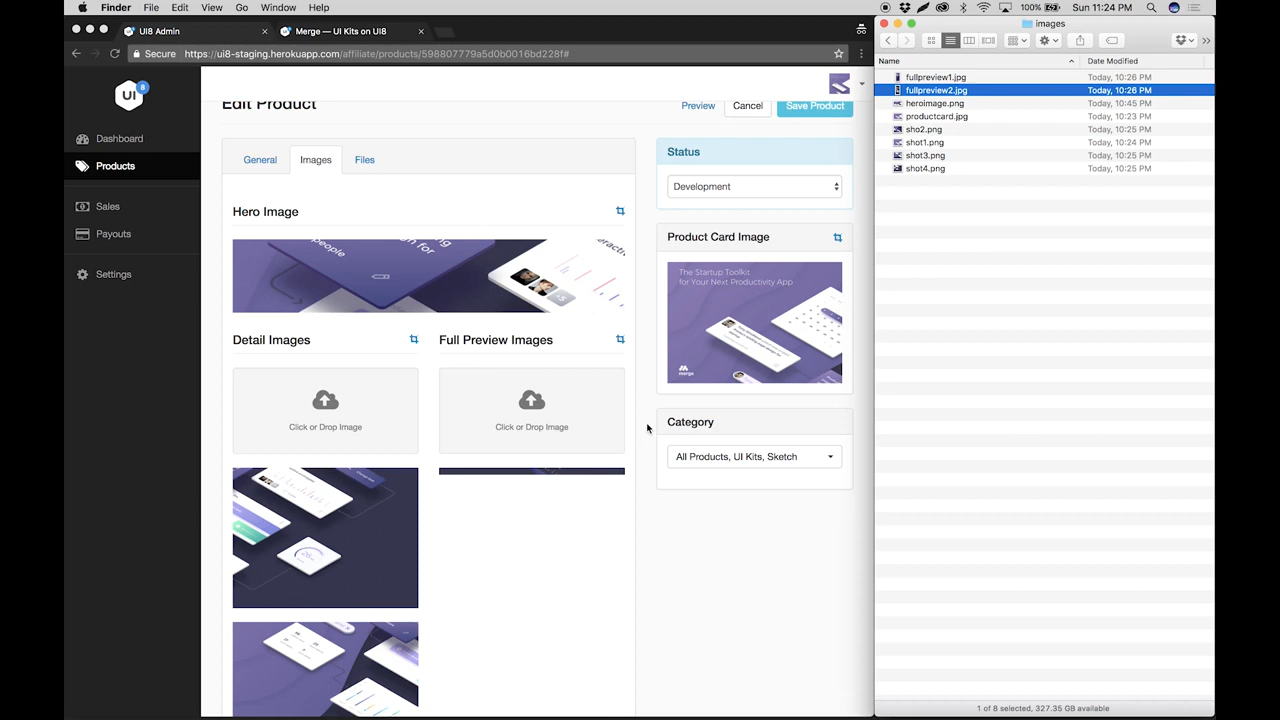 Finder File Edit View Go Window Help
100% Sun 11:24 PM
UI8 Admin
Merge — UI Kits on UI8
Secure https://ui8-staging.herokuapp.com/affiliate/products/598807779a5d0b0016bd228f#
UI 8
Dashboard
Products
Sales
Payouts
Settings
Edit Product
Preview
Cancel
Save Product
General
Images
Files
Hero Image
people
for
+5
Detail Images
Full Preview Images
Click or Drop Image
Click or Drop Image
Status
Development
Product Card Image
The Startup Toolkit
for Your Next Productivity App
merge
Category
All Products, UI Kits, Sketch
images
Name
Date Modified
fullpreview1.jpg Today, 10:26 PM
fullpreview2.jpg Today, 10:26 PM
heroimage.png Today, 10:45 PM
productcard.jpg Today, 10:23 PM
sho2.png Today, 10:25 PM
shot1.png Today, 10:24 PM
shot3.png Today, 10:25 PM
shot4.png Today, 10:25 PM
1 of 8 selected, 327.35 GB available